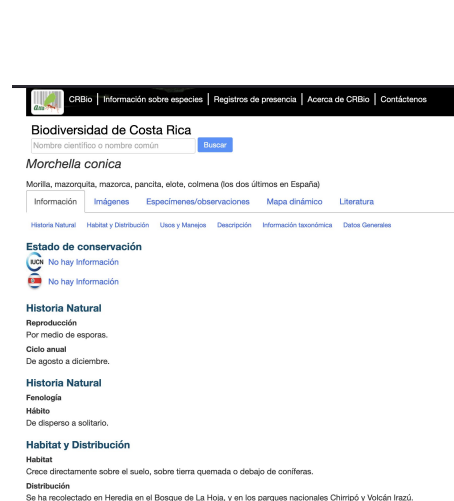 CRBio | Información sobre especies | Registros de presencia | Acerca de CRBio | Contáctenos
Biodiversidad de Costa Rica
Nombre científico o nombre común Buscar
Morchella conica
Morilla, mazorquita, mazorca, pancita, elote, colmena (los dos últimos en España)
Información Imágenes Especímenes/observaciones Mapa dinámico Literatura
Historia Natural Habitat y Distribución Usos y Manejos Descripción Información taxonómica Datos Generales
Estado de conservación
IUCN No hay Información
No hay Información
Historia Natural
Reproducción
Por medio de esporas.
Ciclo anual
De agosto a diciembre.
Historia Natural
Fenología
Hábito
De disperso a solitario.
Habitat y Distribución
Habitat
Crece directamente sobre el suelo, sobre tierra quemada o debajo de coníferas.
Distribución
Se ha recolectado en Heredia en el Bosque de La Hoja, y en los parques nacionales Chirripó y Volcán Irazú.